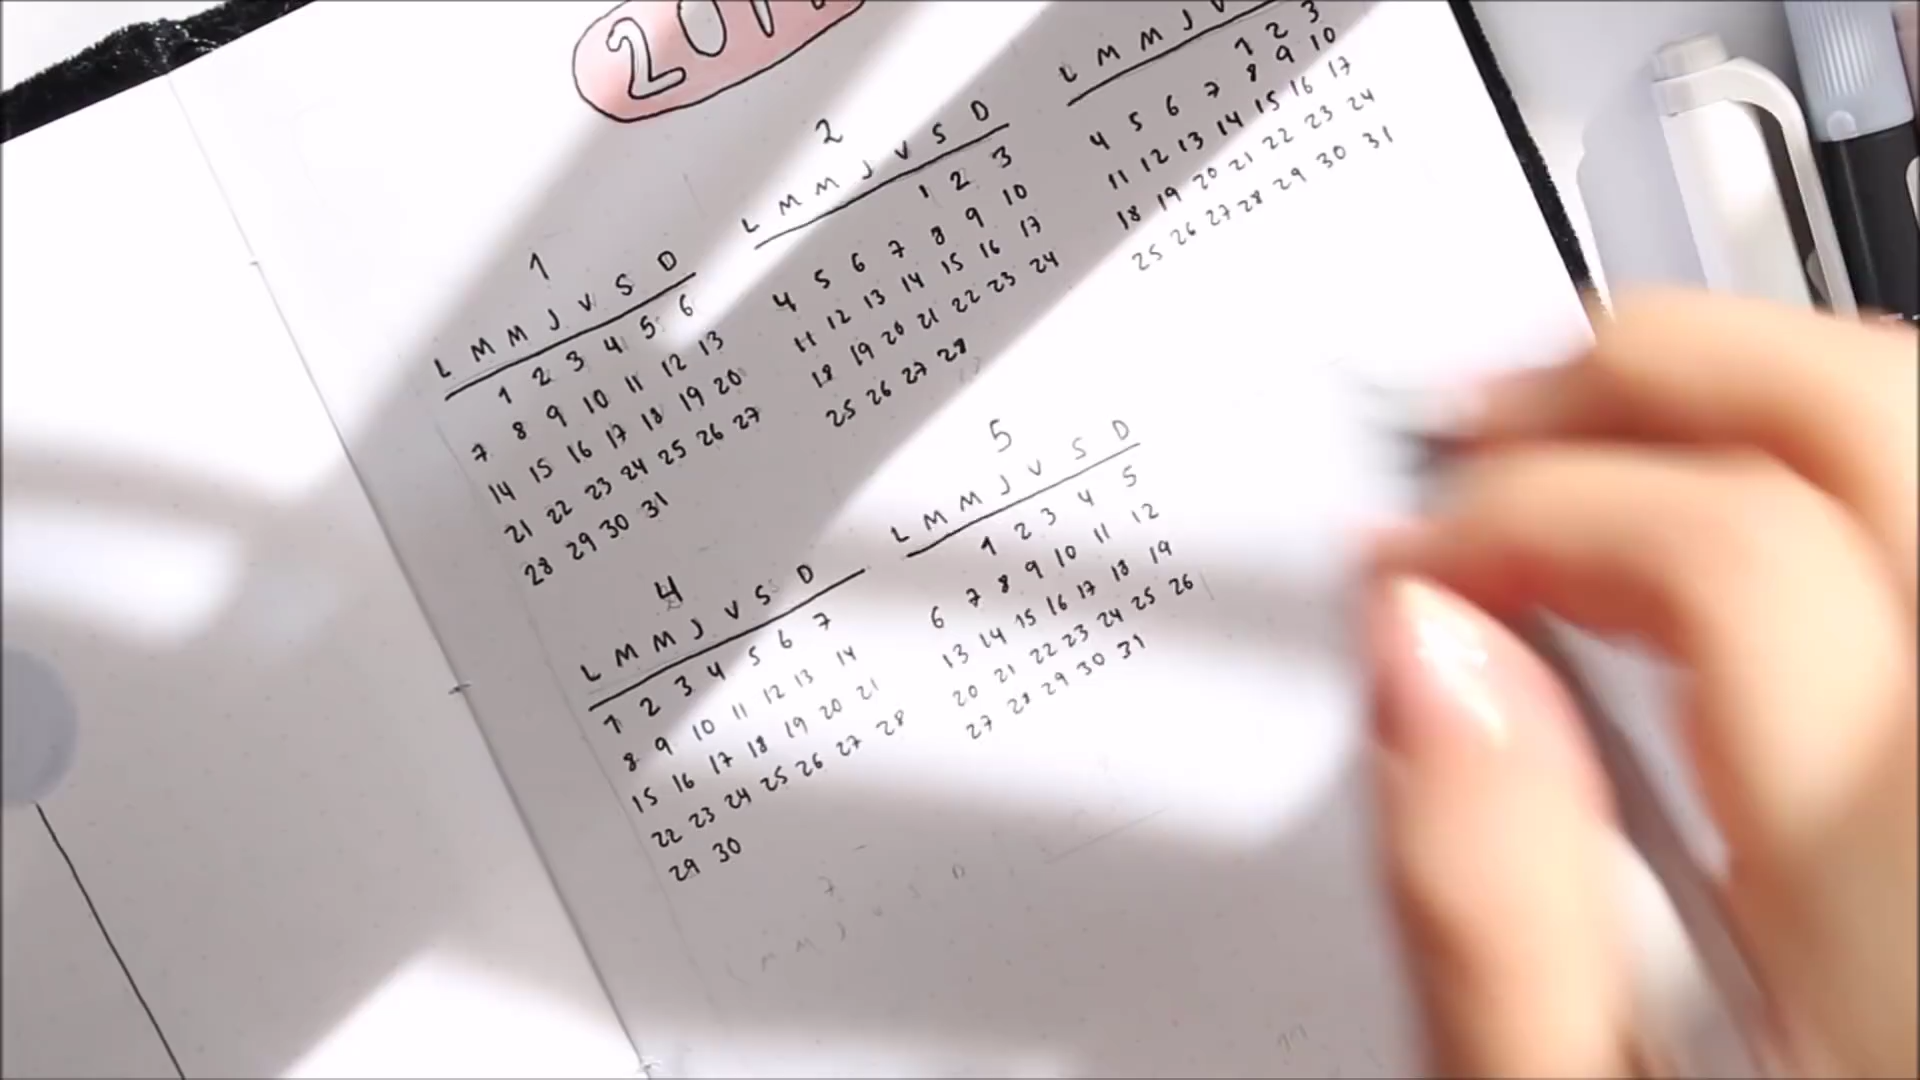 1
L M M J V S D
1 2 3 4 5 6
7 8 9 10 11 12 13
14 15 16 17 18 19 20
21 22 23 24 25 26 27
28 29 30 31
2
L M M J V S D
1 2 3
4 5 6 7 8 9 10
11 12 13 14 15 16 17
18 19 20 21 22 23 24
25 26 27 28
L M M J V
1 2 3
4 5 6 7 8 9 10
11 12 13 14 15 16 17
18 19 20 21 22 23 24
25 26 27 28 29 30 31
4
L M M J V S D
1 2 3 4 5 6 7
8 9 10 11 12 13 14
15 16 17 18 19 20 21
22 23 24 25 26 27 28
29 30
5
L M M J V S D
1 2 3 4 5
6 7 8 9 10 11 12
13 14 15 16 17 18 19
20 21 22 23 24 25 26
27 28 29 30 31
7
M M J S D